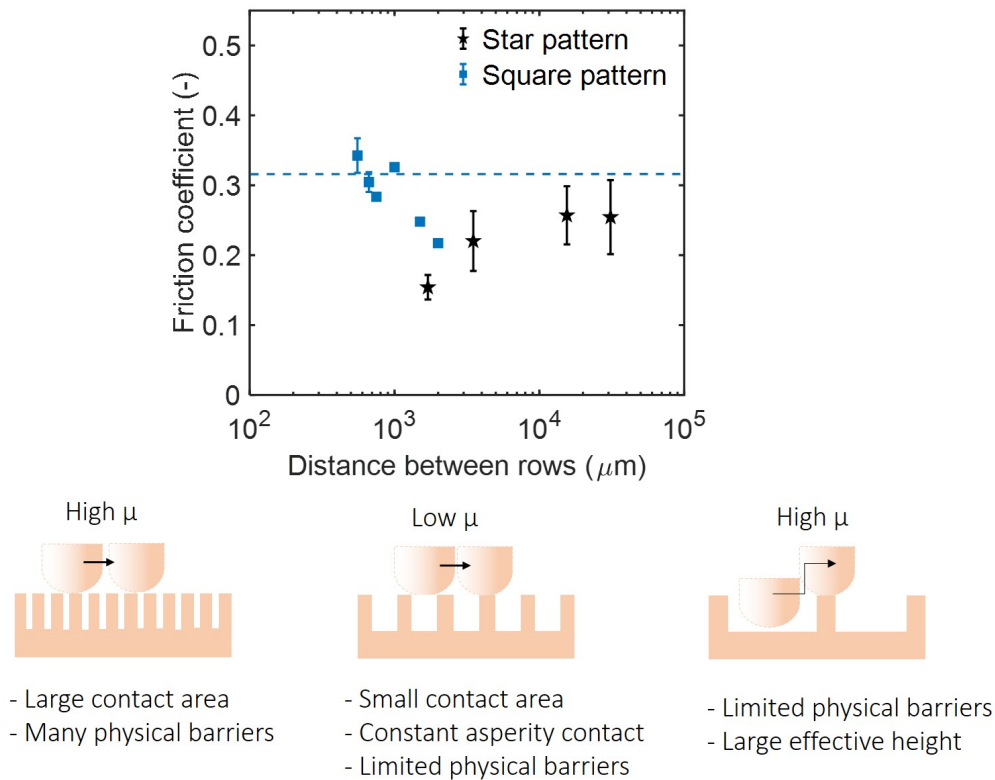 0.5
0.4
0.3
0.2
0.1
0
Friction coefficient (-)
Star pattern
Square pattern
10² 10³ 10⁴ 10⁵
Distance between rows (μm)
High μ
Low μ
High μ
- Large contact area
- Many physical barriers
- Small contact area
- Constant asperity contact
- Limited physical barriers
- Limited physical barriers
- Large effective height